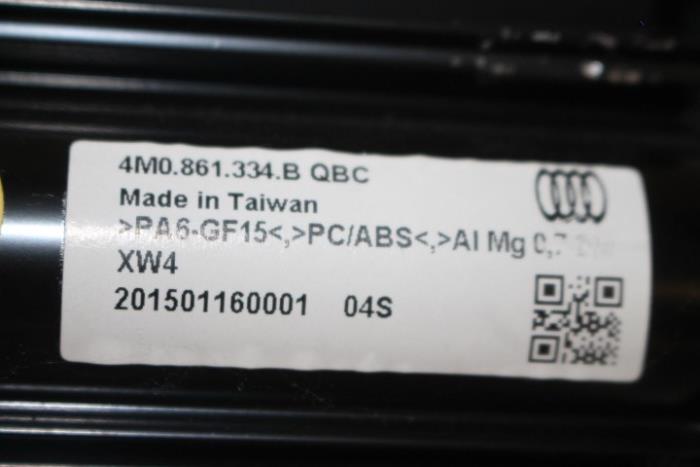 4M0.861.334.B QBC
Made in Taiwan
>PA6-GF15<,>PC/ABS<,>Al Mg
XW4
201501160001 04S